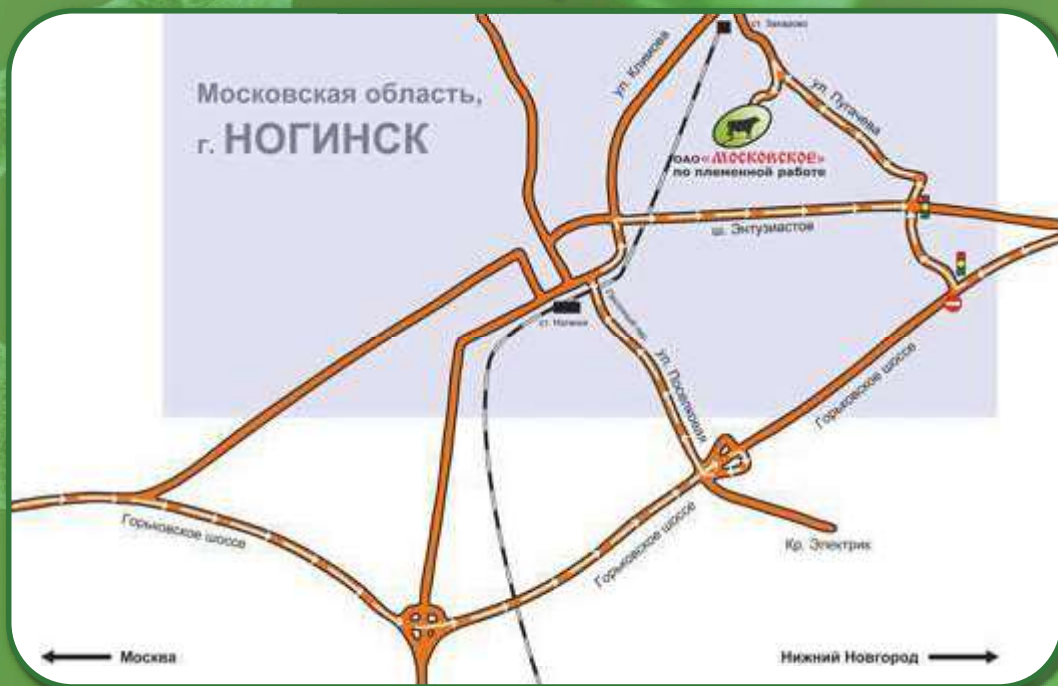 ст. Захарово
Московская область,
г. НОГИНСК
ул. Климова
ул. Пугачева
ОАО «МОСКОВСКОЕ»
по племенной работе
ш. Энтузиастов
ст. Ногинск
ул. Поселковая
Горьковское шоссе
Горьковское шоссе
Горьковское шоссе
Кр. Электрик
Москва
Нижний Новгород